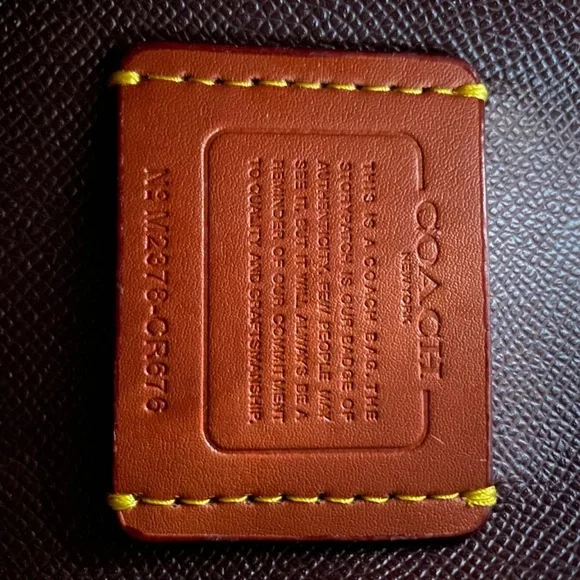 COACH
NEW YORK
THIS IS A COACH BAG. THE
STORYPATCH IS OUR BADGE OF
AUTHENTICITY. FEW PEOPLE MAY
SEE IT, BUT IT WILL ALWAYS BE A
REMINDER OF OUR COMMITMENT
TO QUALITY AND CRAFTSMANSHIP.
Nº M2378-CR676